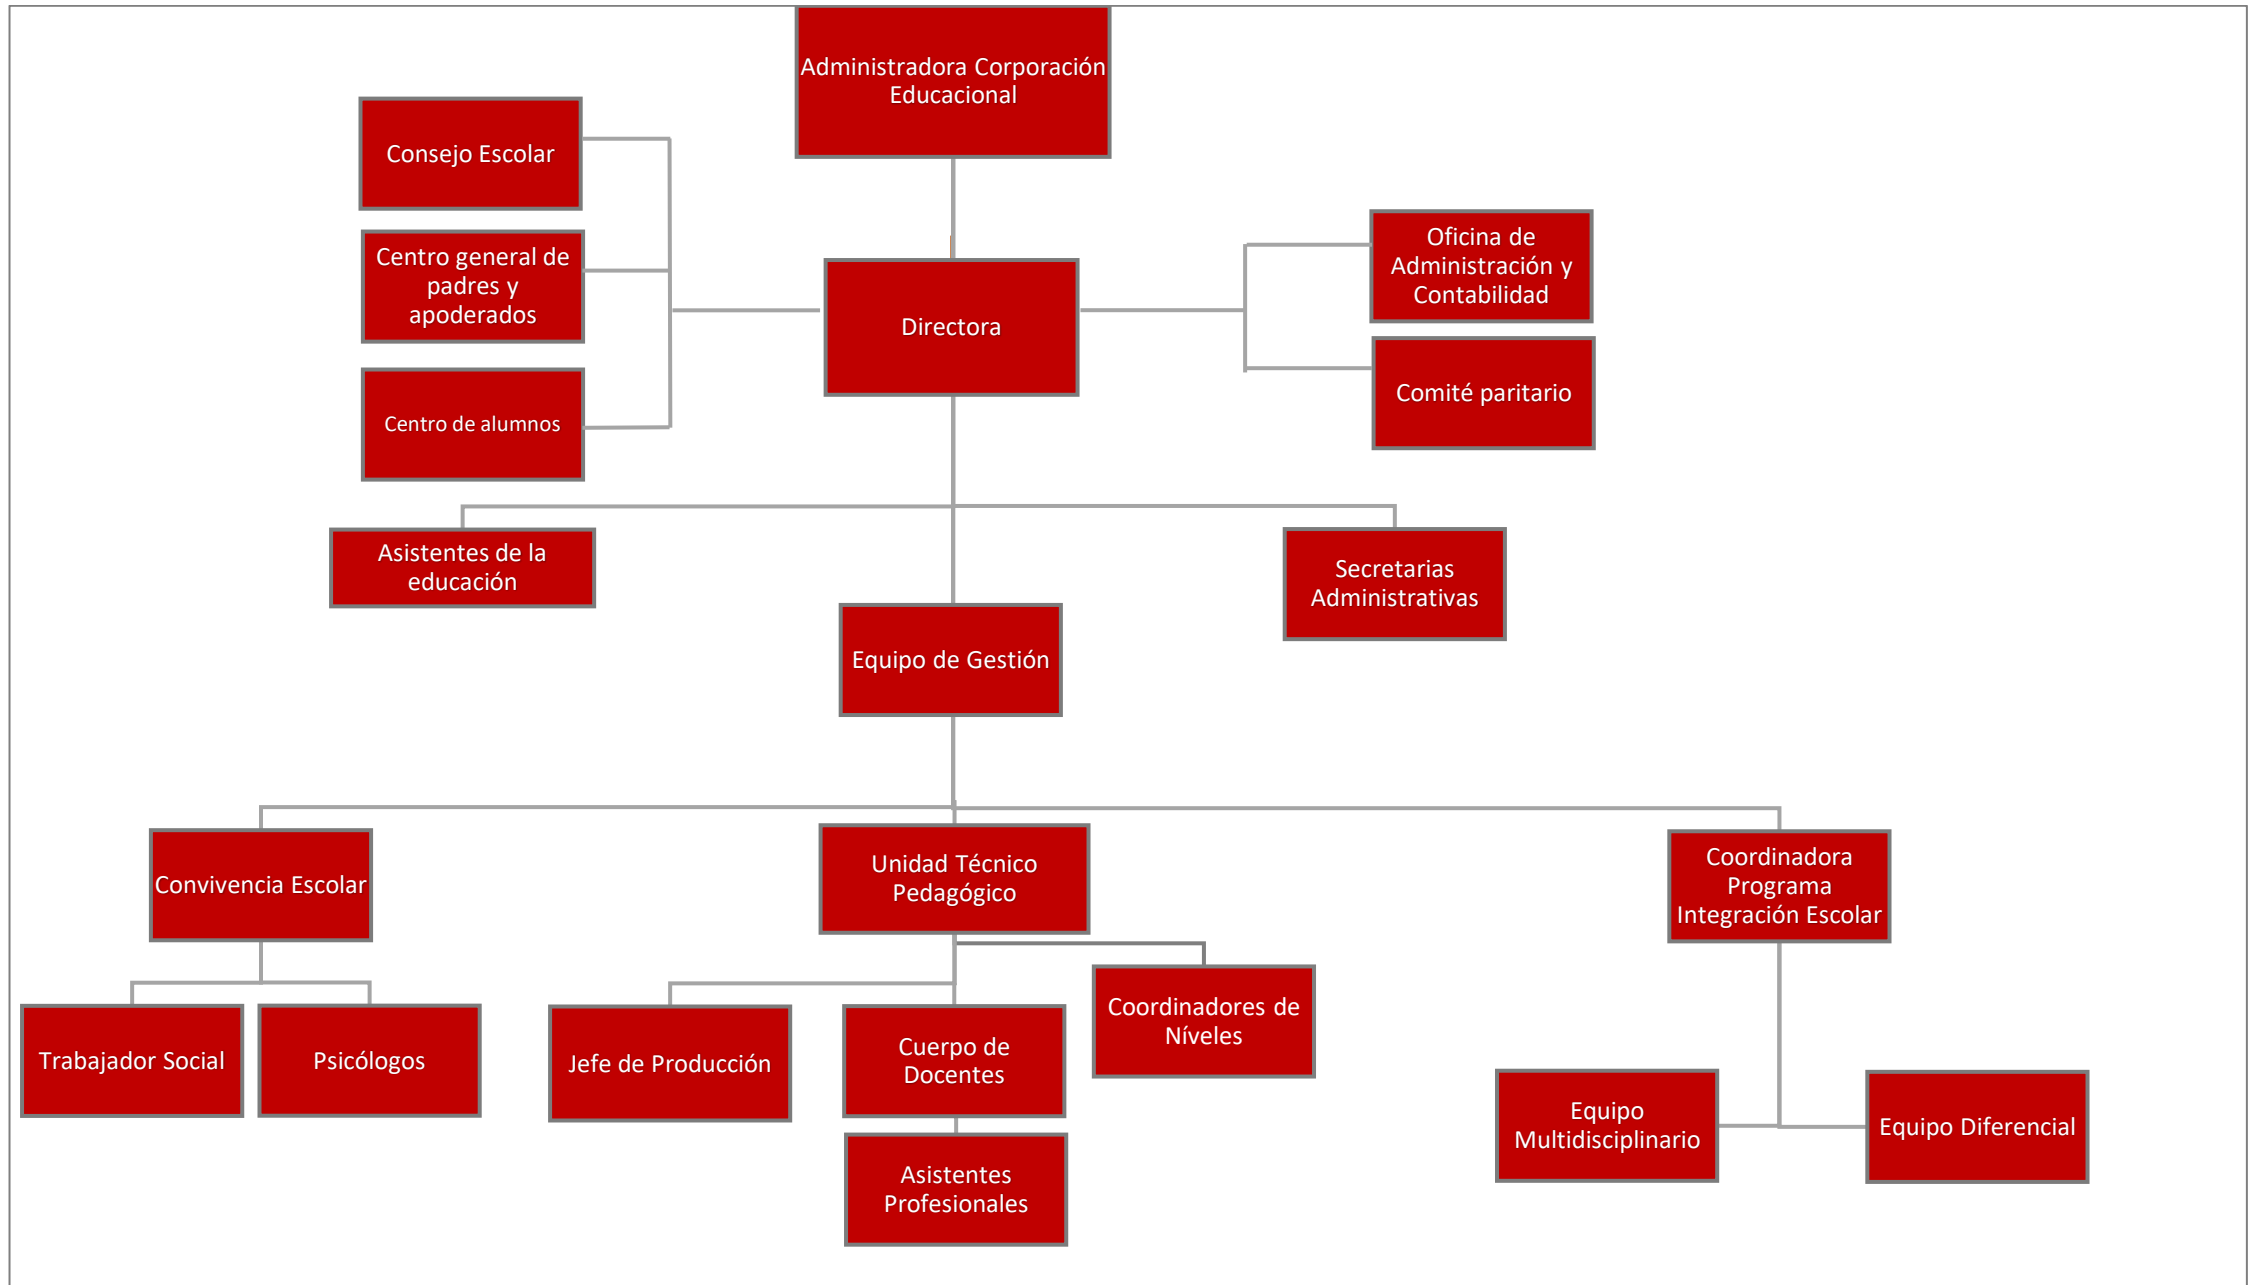 Administradora Corporación
Educacional
Consejo Escolar
Centro general de
padres y
apoderados
Centro de alumnos
Directora
Oficina de
Administración y
Contabilidad
Comité paritario
Asistentes de la
educación
Secretarias
Administrativas
Equipo de Gestión
Convivencia Escolar
Unidad Técnico
Pedagógico
Coordinadora
Programa
Integración Escolar
Trabajador Social
Psicólogos
Jefe de Producción
Cuerpo de
Docentes
Coordinadores de
Níveles
Asistentes
Profesionales
Equipo
Multidisciplinario
Equipo Diferencial